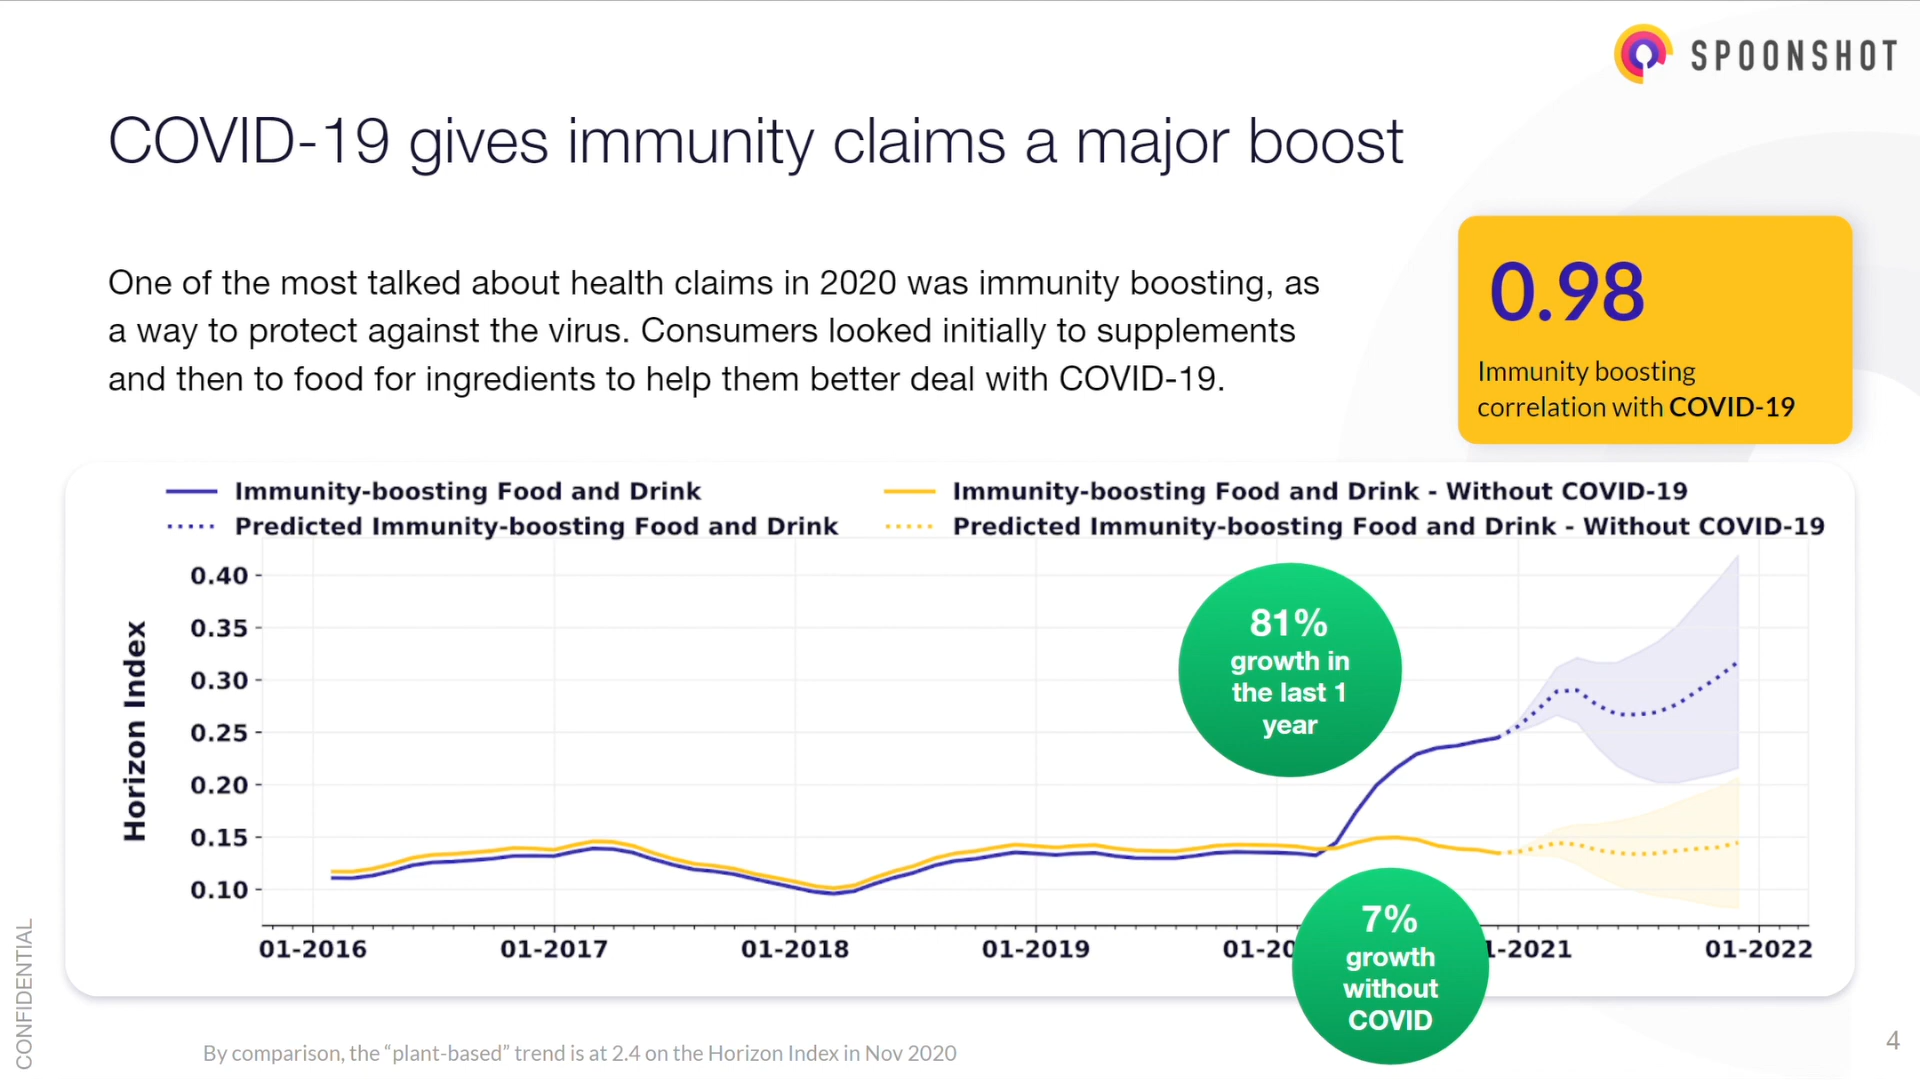 SPOONSHOT
COVID-19 gives immunity claims a major boost
One of the most talked about health claims in 2020 was immunity boosting, as
a way to protect against the virus. Consumers looked initially to supplements
and then to food for ingredients to help them better deal with COVID-19.
0.98
Immunity boosting
correlation with COVID-19
Immunity-boosting Food and Drink
Predicted Immunity-boosting Food and Drink
Immunity-boosting Food and Drink - Without COVID-19
Predicted Immunity-boosting Food and Drink - Without COVID-19
Horizon Index
0.40
0.35
0.30
0.25
0.20
0.15
0.10
81%
growth in
the last 1
year
7%
growth
without
COVID
01-2016
01-2017
01-2018
01-2019
01-20
1-2021
01-2022
CONFIDENTIAL
By comparison, the “plant-based” trend is at 2.4 on the Horizon Index in Nov 2020
4